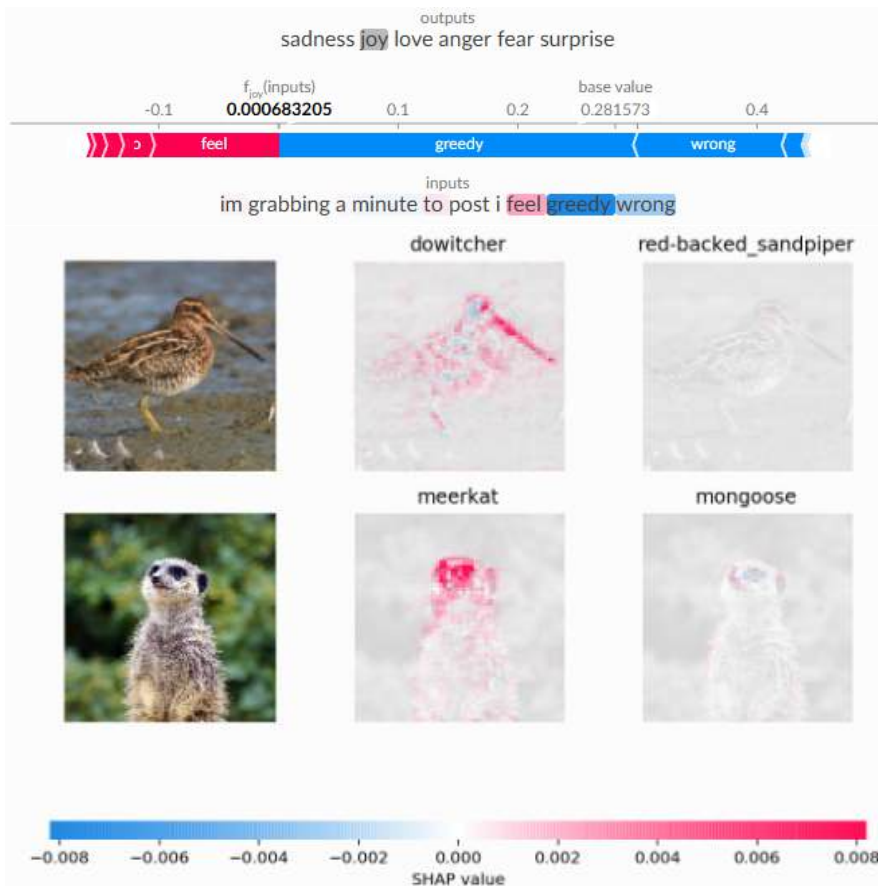 outputs
sadness joy love anger fear surprise
f_joy(inputs) base value
-0.1 0.000683205 0.1 0.2 0.281573 0.4
feel greedy wrong
inputs
im grabbing a minute to post i feel greedy wrong
dowitcher red-backed_sandpiper
meerkat mongoose
−0.008 −0.006 −0.004 −0.002 0.000 0.002 0.004 0.006 0.008
SHAP value